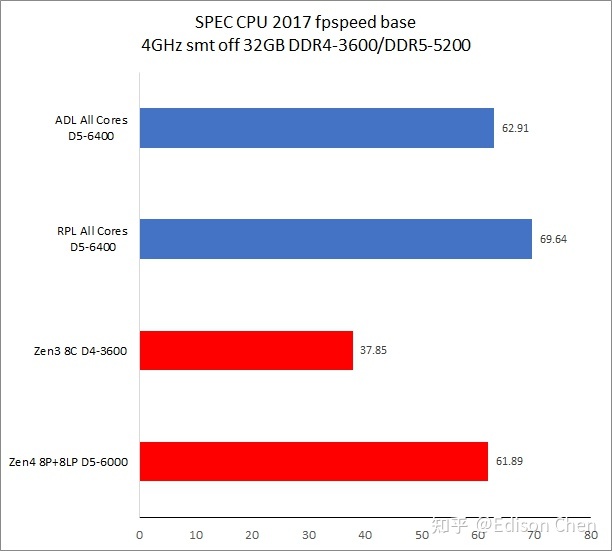 SPEC CPU 2017 fpspeed base
4GHz smt off 32GB DDR4-3600/DDR5-5200
ADL All Cores
D5-6400
62.91
RPL All Cores
D5-6400
69.64
Zen3 8C D4-3600
37.85
Zen4 8P+8LP D5-6000
61.89
0 10 20 30 40 50 60 70 80
知乎 @Edison Chen